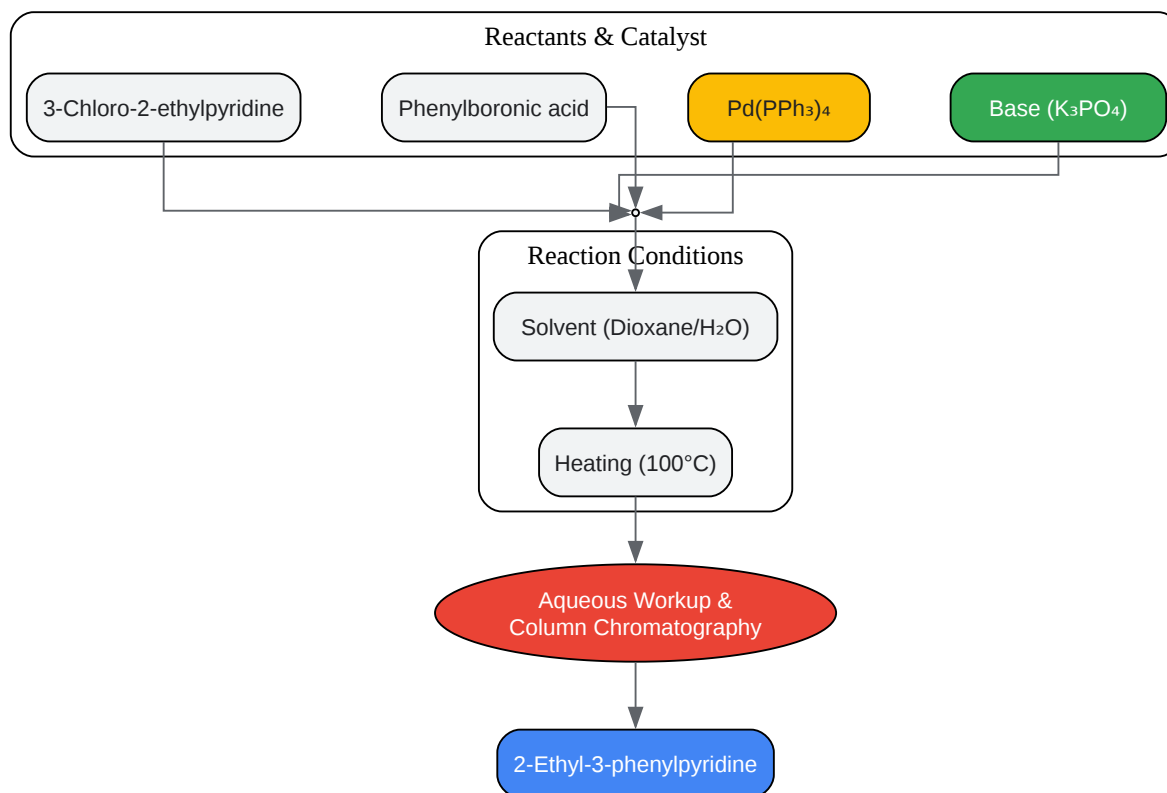 Reactants & Catalyst
3-Chloro-2-ethylpyridine
Phenylboronic acid
Pd(PPh₃)₄
Base (K₃PO₄)
Reaction Conditions
Solvent (Dioxane/H₂O)
Heating (100°C)
Aqueous Workup &
Column Chromatography
2-Ethyl-3-phenylpyridine